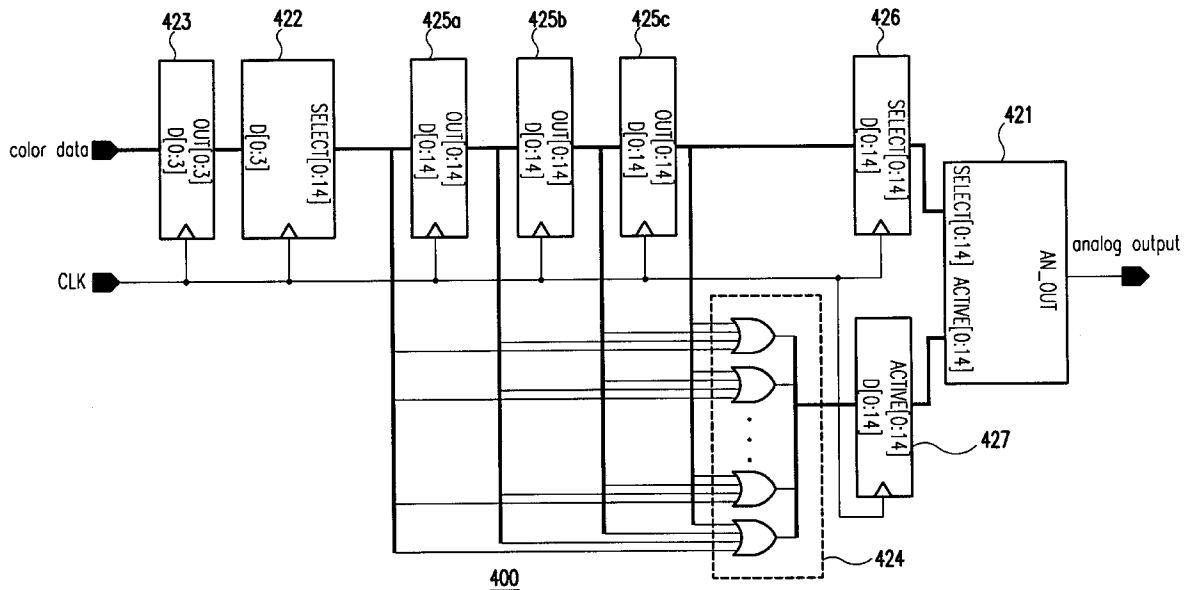 423
422
425a
425b
425c
426
421
color data
D[0:3]
OUT[0:3]
D[0:3]
SELECT[0:14]
D[0:14]
OUT[0:14]
D[0:14]
OUT[0:14]
D[0:14]
OUT[0:14]
D[0:14]
SELECT[0:14]
SELECT[0:14]
ACTIVE[0:14]
AN_OUT
analog output
CLK
D[0:14]
ACTIVE[0:14]
427
424
400